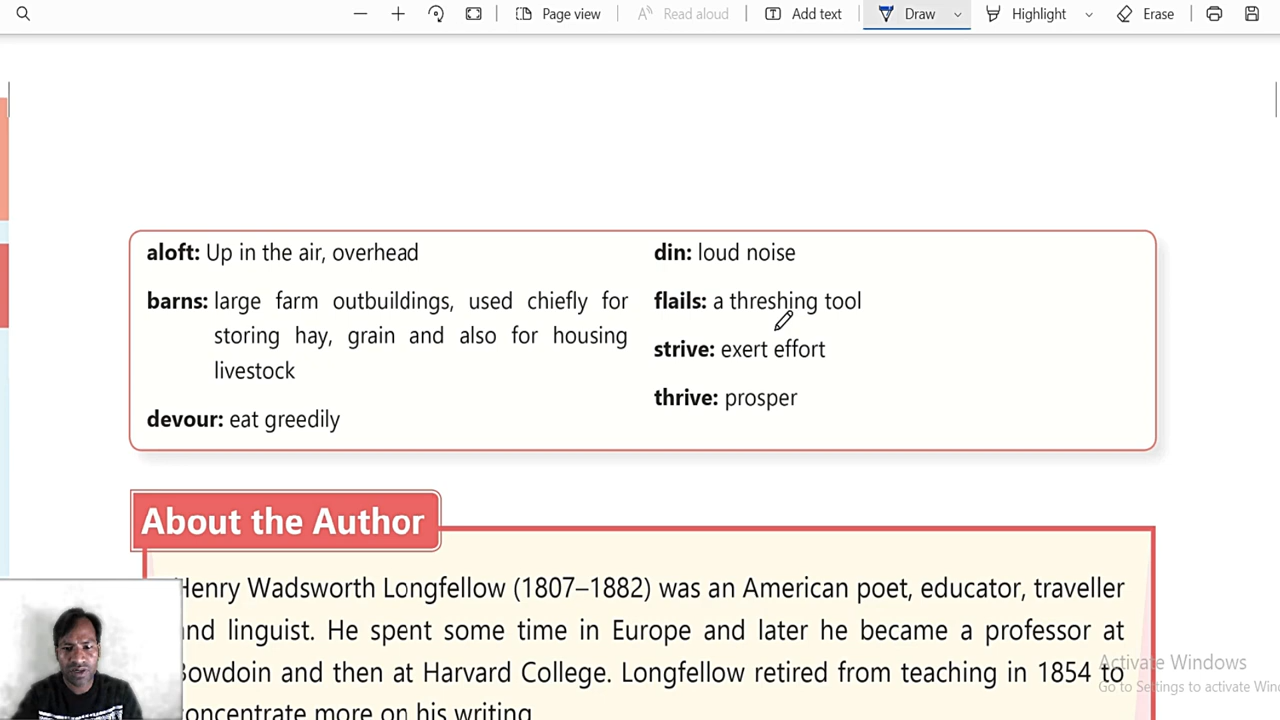 Page view
Read aloud
Add text
Draw
Highlight
Erase
aloft: Up in the air, overhead
barns: large farm outbuildings, used chiefly for
storing hay, grain and also for housing
livestock
devour: eat greedily
din: loud noise
flails: a threshing tool
strive: exert effort
thrive: prosper
About the Author
Henry Wadsworth Longfellow (1807–1882) was an American poet, educator, traveller
and linguist. He spent some time in Europe and later he became a professor at
Bowdoin and then at Harvard College. Longfellow retired from teaching in 1854 to
concentrate more on his writing.
Activate Windows
Go to Settings to activate Win